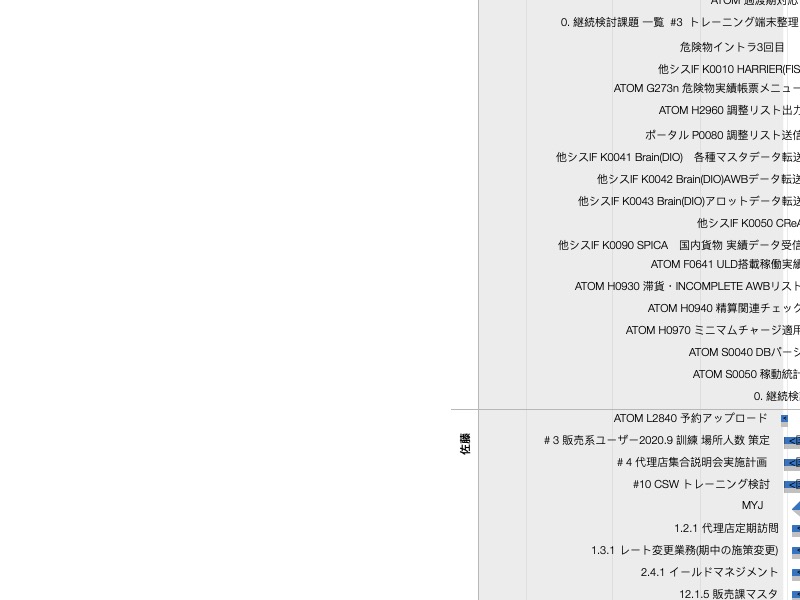 ATOM 過渡期対応
0. 継続検討課題 一覧 #3 トレーニング端末整理
危険物イントラ3回目
他シスIF K0010 HARRIER(FIS
ATOM G273n 危険物実績帳票メニュー
ATOM H2960 調整リスト出力
ポータル P0080 調整リスト送信
他シスIF K0041 Brain(DIO) 各種マスタデータ転送
他シスIF K0042 Brain(DIO)AWBデータ転送
他シスIF K0043 Brain(DIO)アロットデータ転送
他シスIF K0050 CReA
他シスIF K0090 SPICA 国内貨物 実績データ受信
ATOM F0641 ULD搭載稼働実績
ATOM H0930 滞貨・INCOMPLETE AWBリスト
ATOM H0940 精算関連チェック
ATOM H0970 ミニマムチャージ適用
ATOM S0040 DBパージ
ATOM S0050 稼動統計
0. 継続検
ATOM L2840 予約アップロード
佐藤
#3 販売系ユーザー2020.9 訓練 場所人数 策定
#4 代理店集合説明会実施計画
#10 CSW トレーニング検討
MYJ
1.2.1 代理店定期訪問
1.3.1 レート変更業務(期中の施策変更)
2.4.1 イールドマネジメント
12.1.5 販売課マスタ